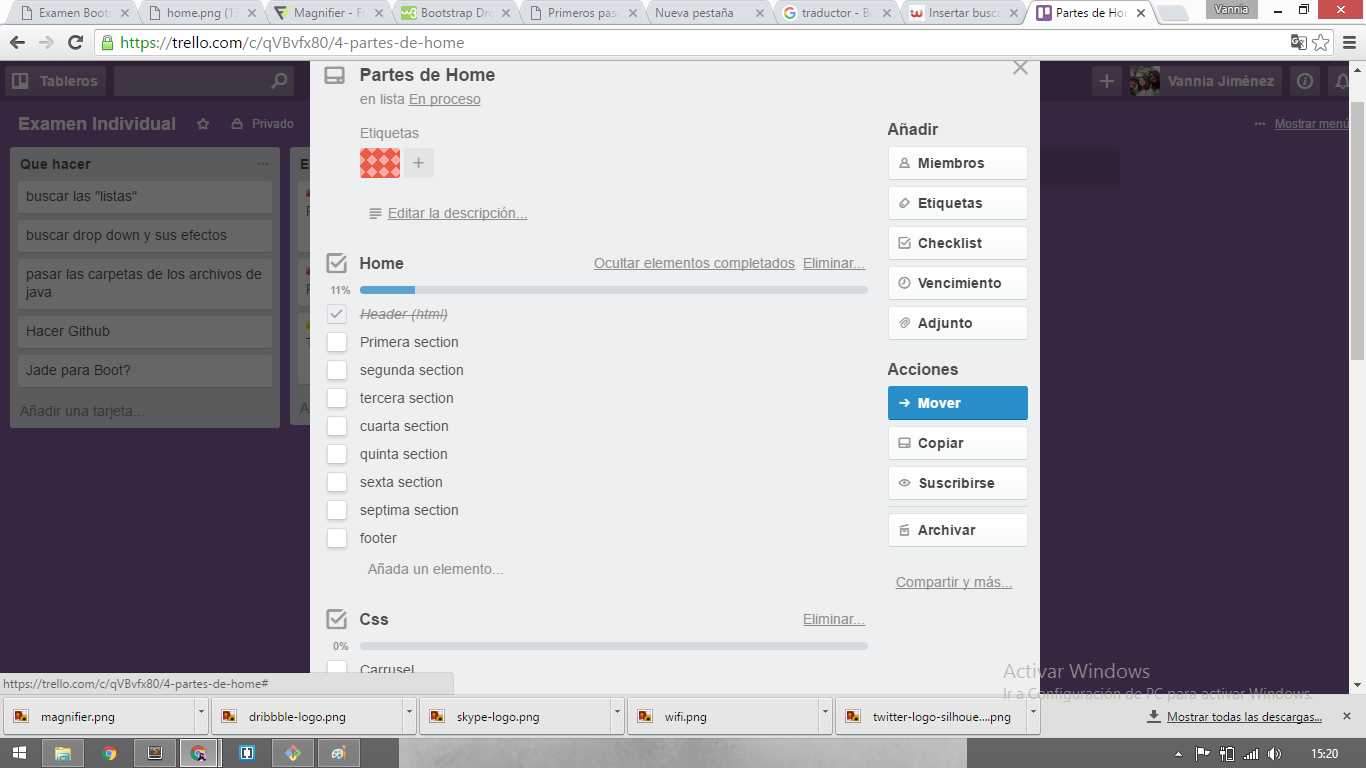 Examen Boots
home.png (13
Magnifier - F
Bootstrap Dro
Primeros pas
Nueva pestaña
traductor - Bu
Insertar busca
Partes de Ho
Vannia
https://trello.com/c/qVBvfx80/4-partes-de-home
Tableros
Vannia Jiménez
Examen Individual
Privado
Mostrar menú
Que hacer
buscar las "listas"
buscar drop down y sus efectos
pasar las carpetas de los archivos de
java
Hacer Github
Jade para Boot?
Añadir una tarjeta...
Partes de Home
en lista En proceso
Etiquetas
Editar la descripción...
Home
Ocultar elementos completados Eliminar...
11%
Header (html)
Primera section
segunda section
tercera section
cuarta section
quinta section
sexta section
septima section
footer
Añada un elemento...
Css
Eliminar...
0%
Carrusel
Añadir
Miembros
Etiquetas
Checklist
Vencimiento
Adjunto
Acciones
Mover
Copiar
Suscribirse
Archivar
Compartir y más...
Activar Windows
Ir a Configuración de PC para activar Windows.
https://trello.com/c/qVBvfx80/4-partes-de-home#
magnifier.png
dribbble-logo.png
skype-logo.png
wifi.png
twitter-logo-silhoue....png
Mostrar todas las descargas...
15:20